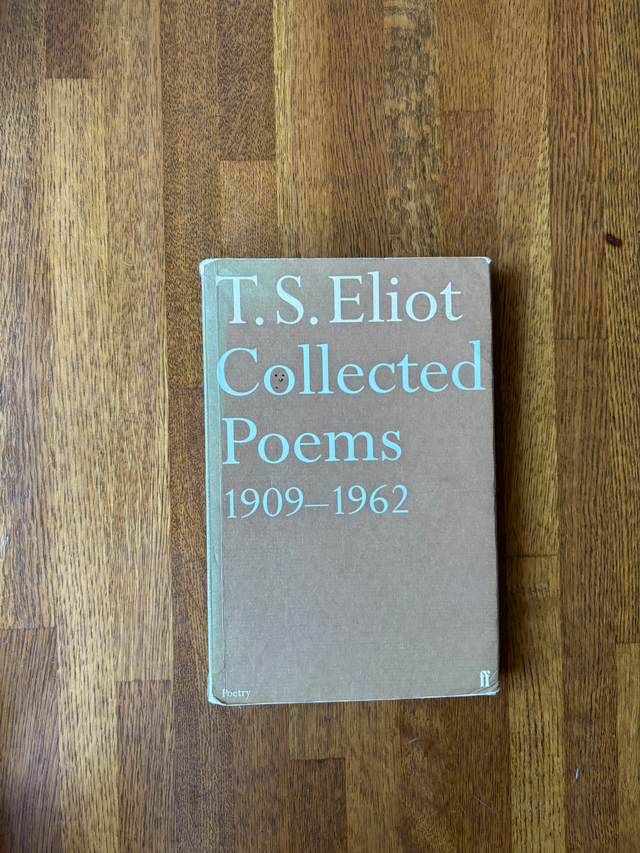 T. S. Eliot
Collected
Poems
1909–1962
Poetry
ff